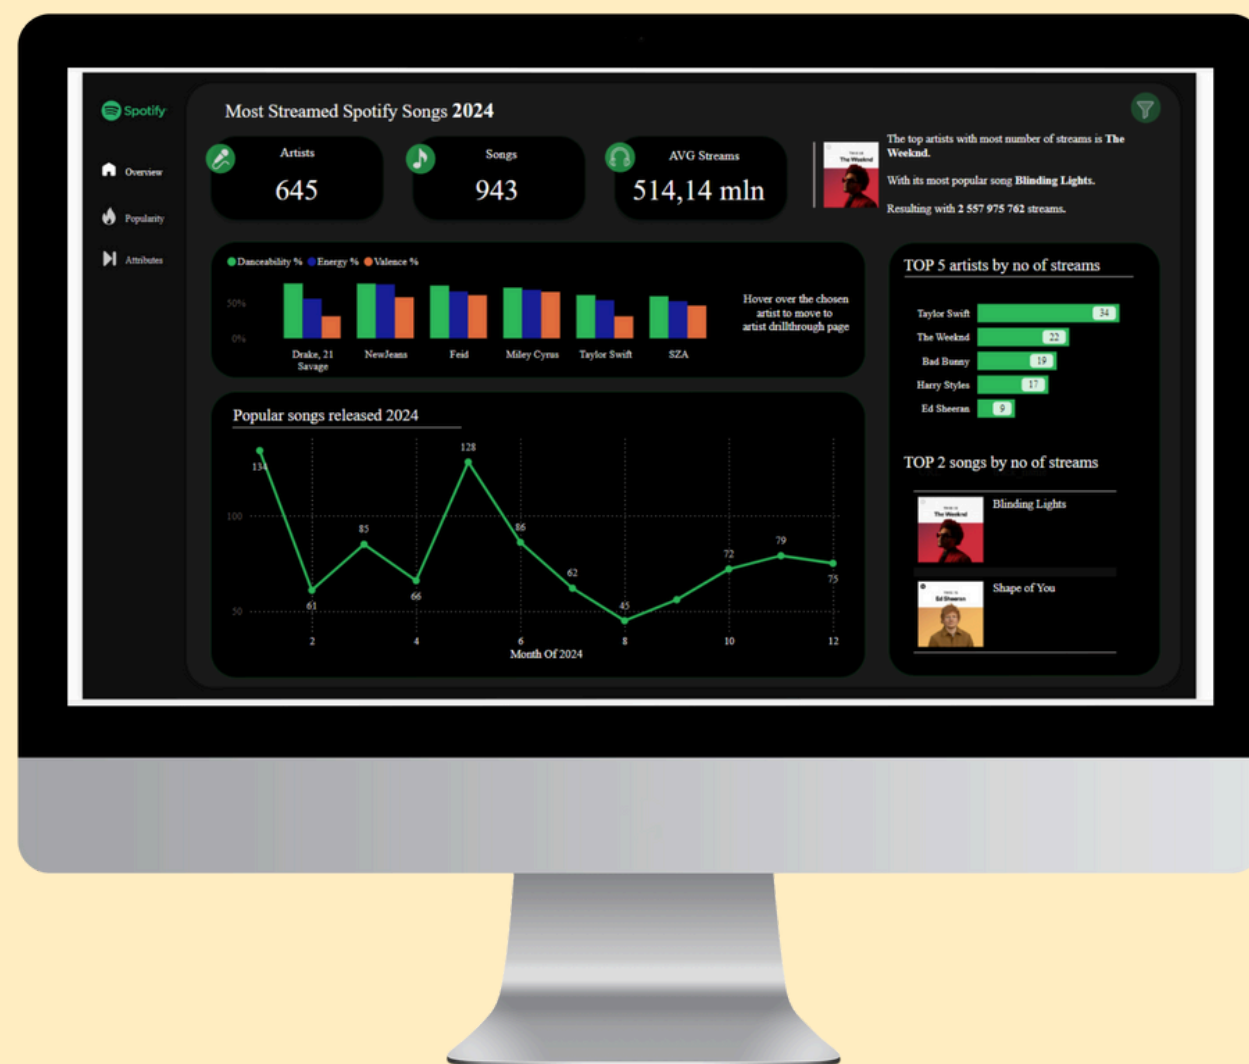 Spotify
Overview
Popularity
Attributes
Most Streamed Spotify Songs 2024
Artists
645
Songs
943
AVG Streams
514,14 mln
The Weeknd
The top artists with most number of streams is The
Weeknd.
With its most popular song Blinding Lights.
Resulting with 2 557 975 762 streams.
Danceability % Energy % Valence %
50%
0%
Drake, 21
Savage
NewJeans
Feid
Miley Cyrus
Taylor Swift
SZA
Hover over the chosen
artist to move to
artist drillthrough page
Popular songs released 2024
100
50
134
61
85
66
128
86
62
45
72
79
75
2
4
6
8
10
12
Month Of 2024
TOP 5 artists by no of streams
Taylor Swift 34
The Weeknd 22
Bad Bunny 19
Harry Styles 17
Ed Sheeran 9
TOP 2 songs by no of streams
The Weeknd
Blinding Lights
Ed Sheeran
Shape of You